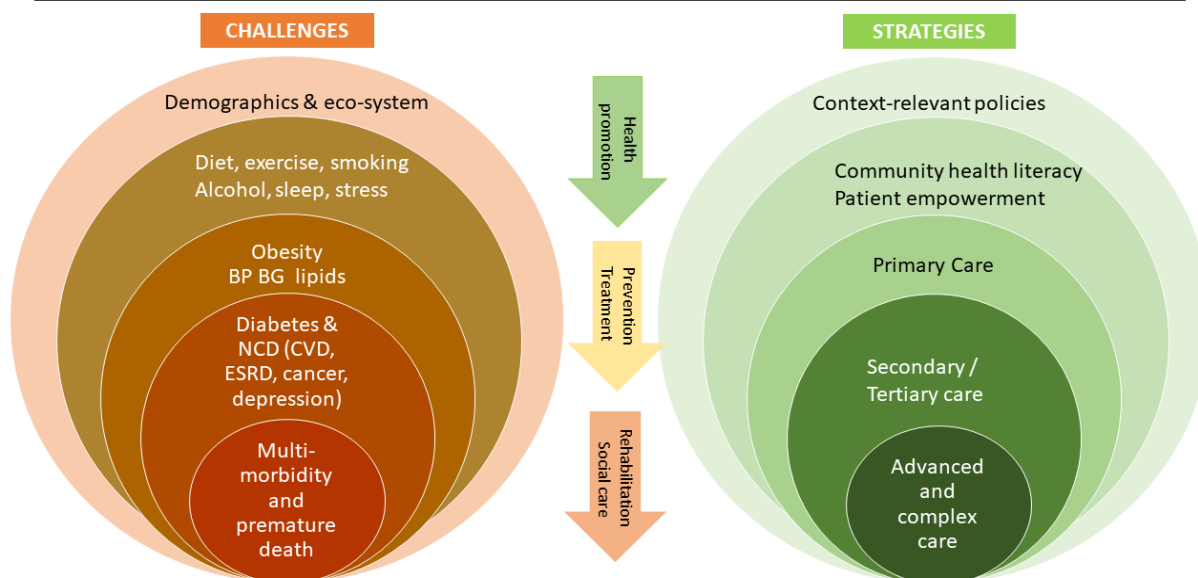 CHALLENGES
Demographics & eco-system
Diet, exercise, smoking
Alcohol, sleep, stress
Obesity
BP BG lipids
Diabetes &
NCD (CVD,
ESRD, cancer,
depression)
Multi-
morbidity
and
premature
death
Health
promotion
Prevention
Treatment
Rehabilitation
Social care
STRATEGIES
Context-relevant policies
Community health literacy
Patient empowerment
Primary Care
Secondary /
Tertiary care
Advanced
and
complex
care